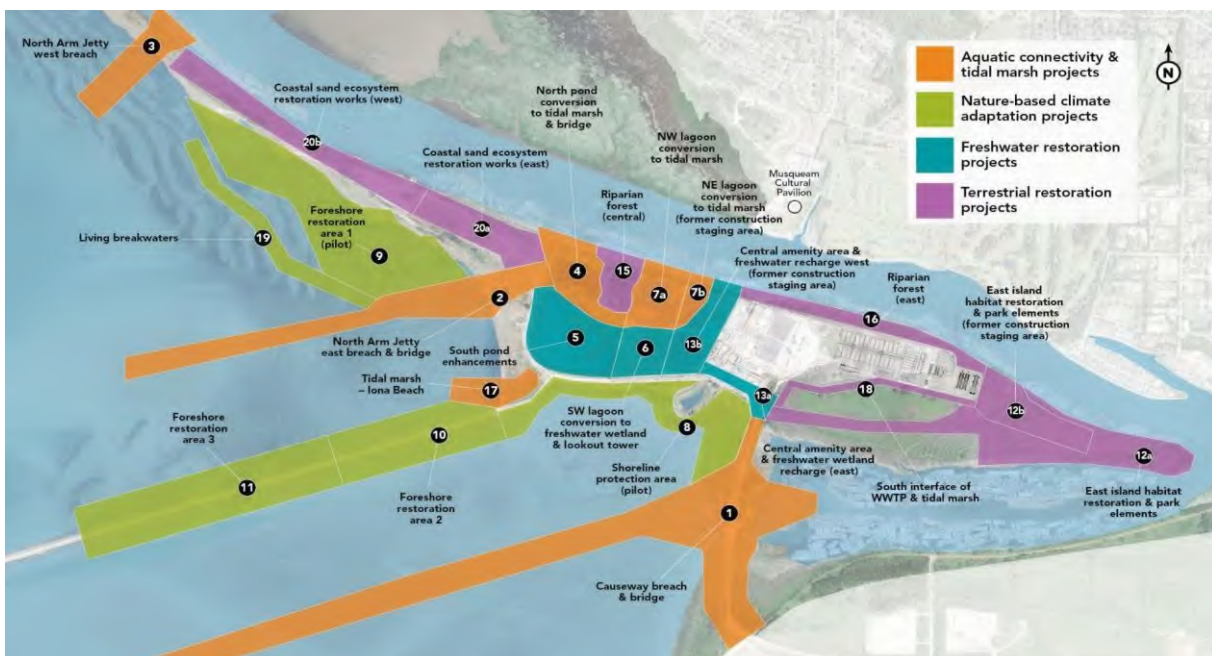 North Arm Jetty
west breach
3
Coastal sand ecosystem
restoration works (west)
20b
Coastal sand ecosystem
restoration works (east)
20a
North pond
conversion
to tidal marsh
& bridge
4
Riparian
forest
(central)
15
NW lagoon
conversion
to tidal marsh
7a
NE lagoon
conversion
to tidal marsh
(former construction
staging area)
7b
Musqueam
Cultural
Pavilion
Aquatic connectivity &
tidal marsh projects
Nature-based climate
adaptation projects
Freshwater restoration
projects
Terrestrial restoration
projects
N
Central amenity area &
freshwater recharge west
(former construction
staging area)
13b
Riparian
forest
(east)
16
East island
habitat restoration
& park elements
(former construction
staging area)
12b
Living breakwaters
19
Foreshore
restoration
area 1
(pilot)
9
2
North Arm Jetty
east breach & bridge
South pond
enhancements
5
6
Tidal marsh
– Iona Beach
17
SW lagoon
conversion to
freshwater wetland
& lookout tower
8
Shoreline
protection area
(pilot)
13a
Central amenity area
& freshwater wetland
recharge (east)
18
South interface of
WWTP & tidal marsh
12a
East island habitat
restoration & park
elements
Foreshore
restoration
area 3
11
10
Foreshore
restoration
area 2
1
Causeway breach
& bridge